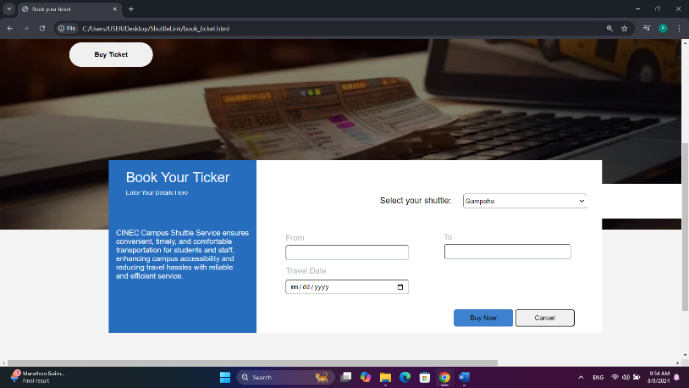 Book your ticket
File
C:/Users/USER/Desktop/ShuttleLink/book_ticket.html
Buy Ticket
Book Your Ticker
Enter Your Details Here
Select your shuttle:
Gampaha
CINEC Campus Shuttle Service ensures
convenient, timely, and comfortable
transportation for students and staff,
enhancing campus accessibility and
reducing travel hassles with reliable
and efficient service.
From
To
Travel Date
mm/dd/yyyy
Buy Now
Cancel
Marathon Swim...
Final result
Search
ENG
9:34 AM
8/8/2024